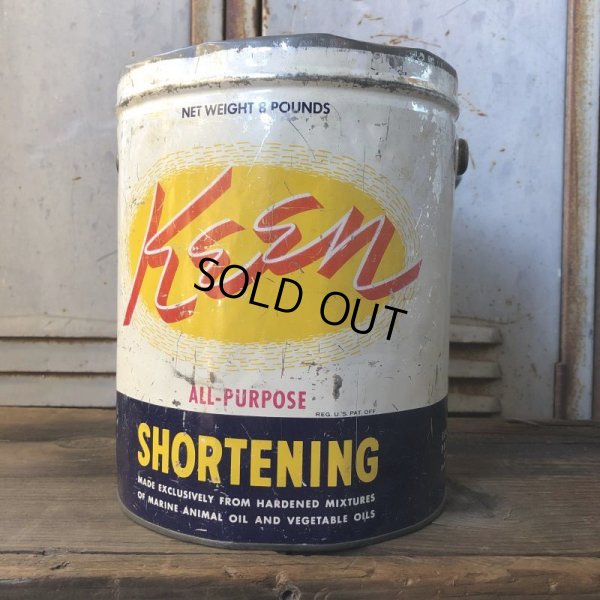 NET WEIGHT 8 POUNDS
Keen
SOLD OUT
ALL-PURPOSE
REG. U.S. PAT. OFF.
SHORTENING
MADE EXCLUSIVELY FROM HARDENED MIXTURES
OF MARINE ANIMAL OIL AND VEGETABLE OILS